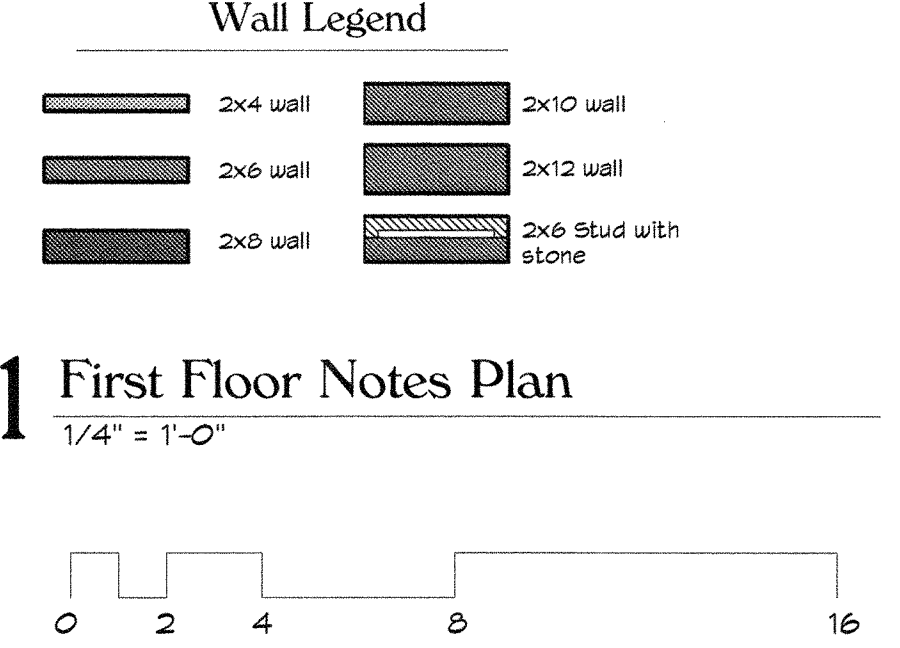 Wall Legend
2x4 wall
2x10 wall
2x6 wall
2x12 wall
2x8 wall
2x6 Stud with
stone
1 First Floor Notes Plan
1/4" = 1'-0"
0 2 4 8 16